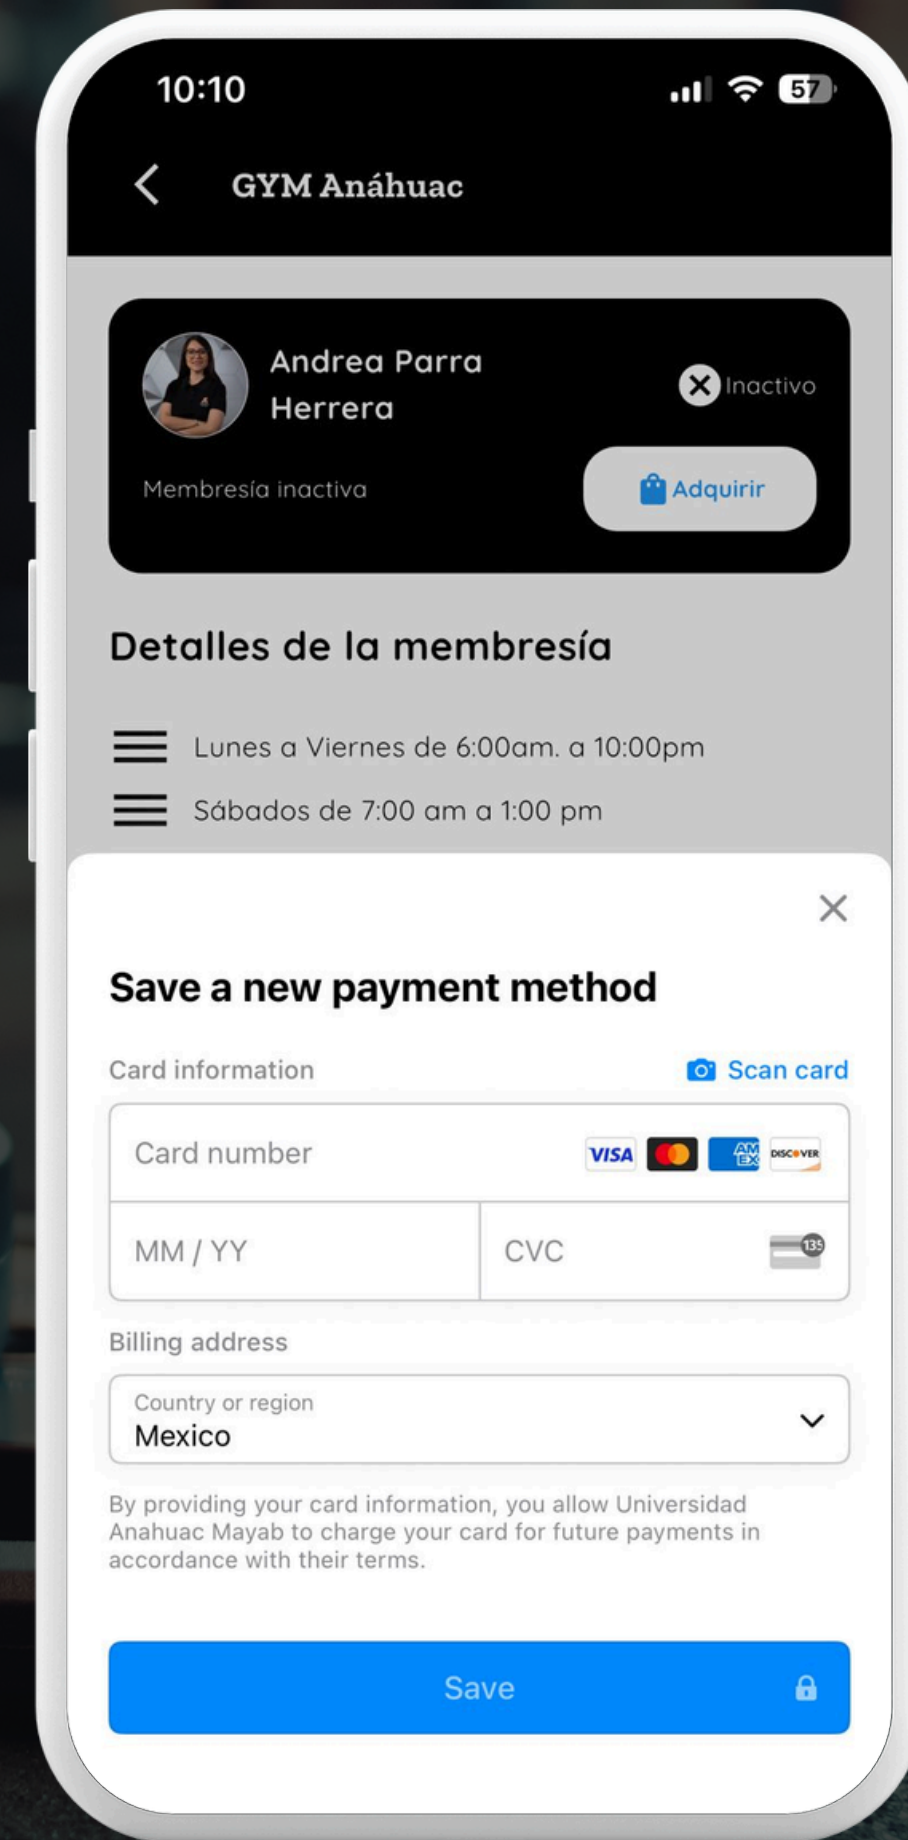 10:10
57
GYM Anáhuac
Andrea Parra
Herrera
Inactivo
Membresía inactiva
Adquirir
Detalles de la membresía
Lunes a Viernes de 6:00am. a 10:00pm
Sábados de 7:00 am a 1:00 pm
Save a new payment method
Card information
Scan card
Card number
VISA
AM
EX
DISCOVER
MM / YY
CVC
135
Billing address
Country or region
Mexico
By providing your card information, you allow Universidad
Anahuac Mayab to charge your card for future payments in
accordance with their terms.
Save